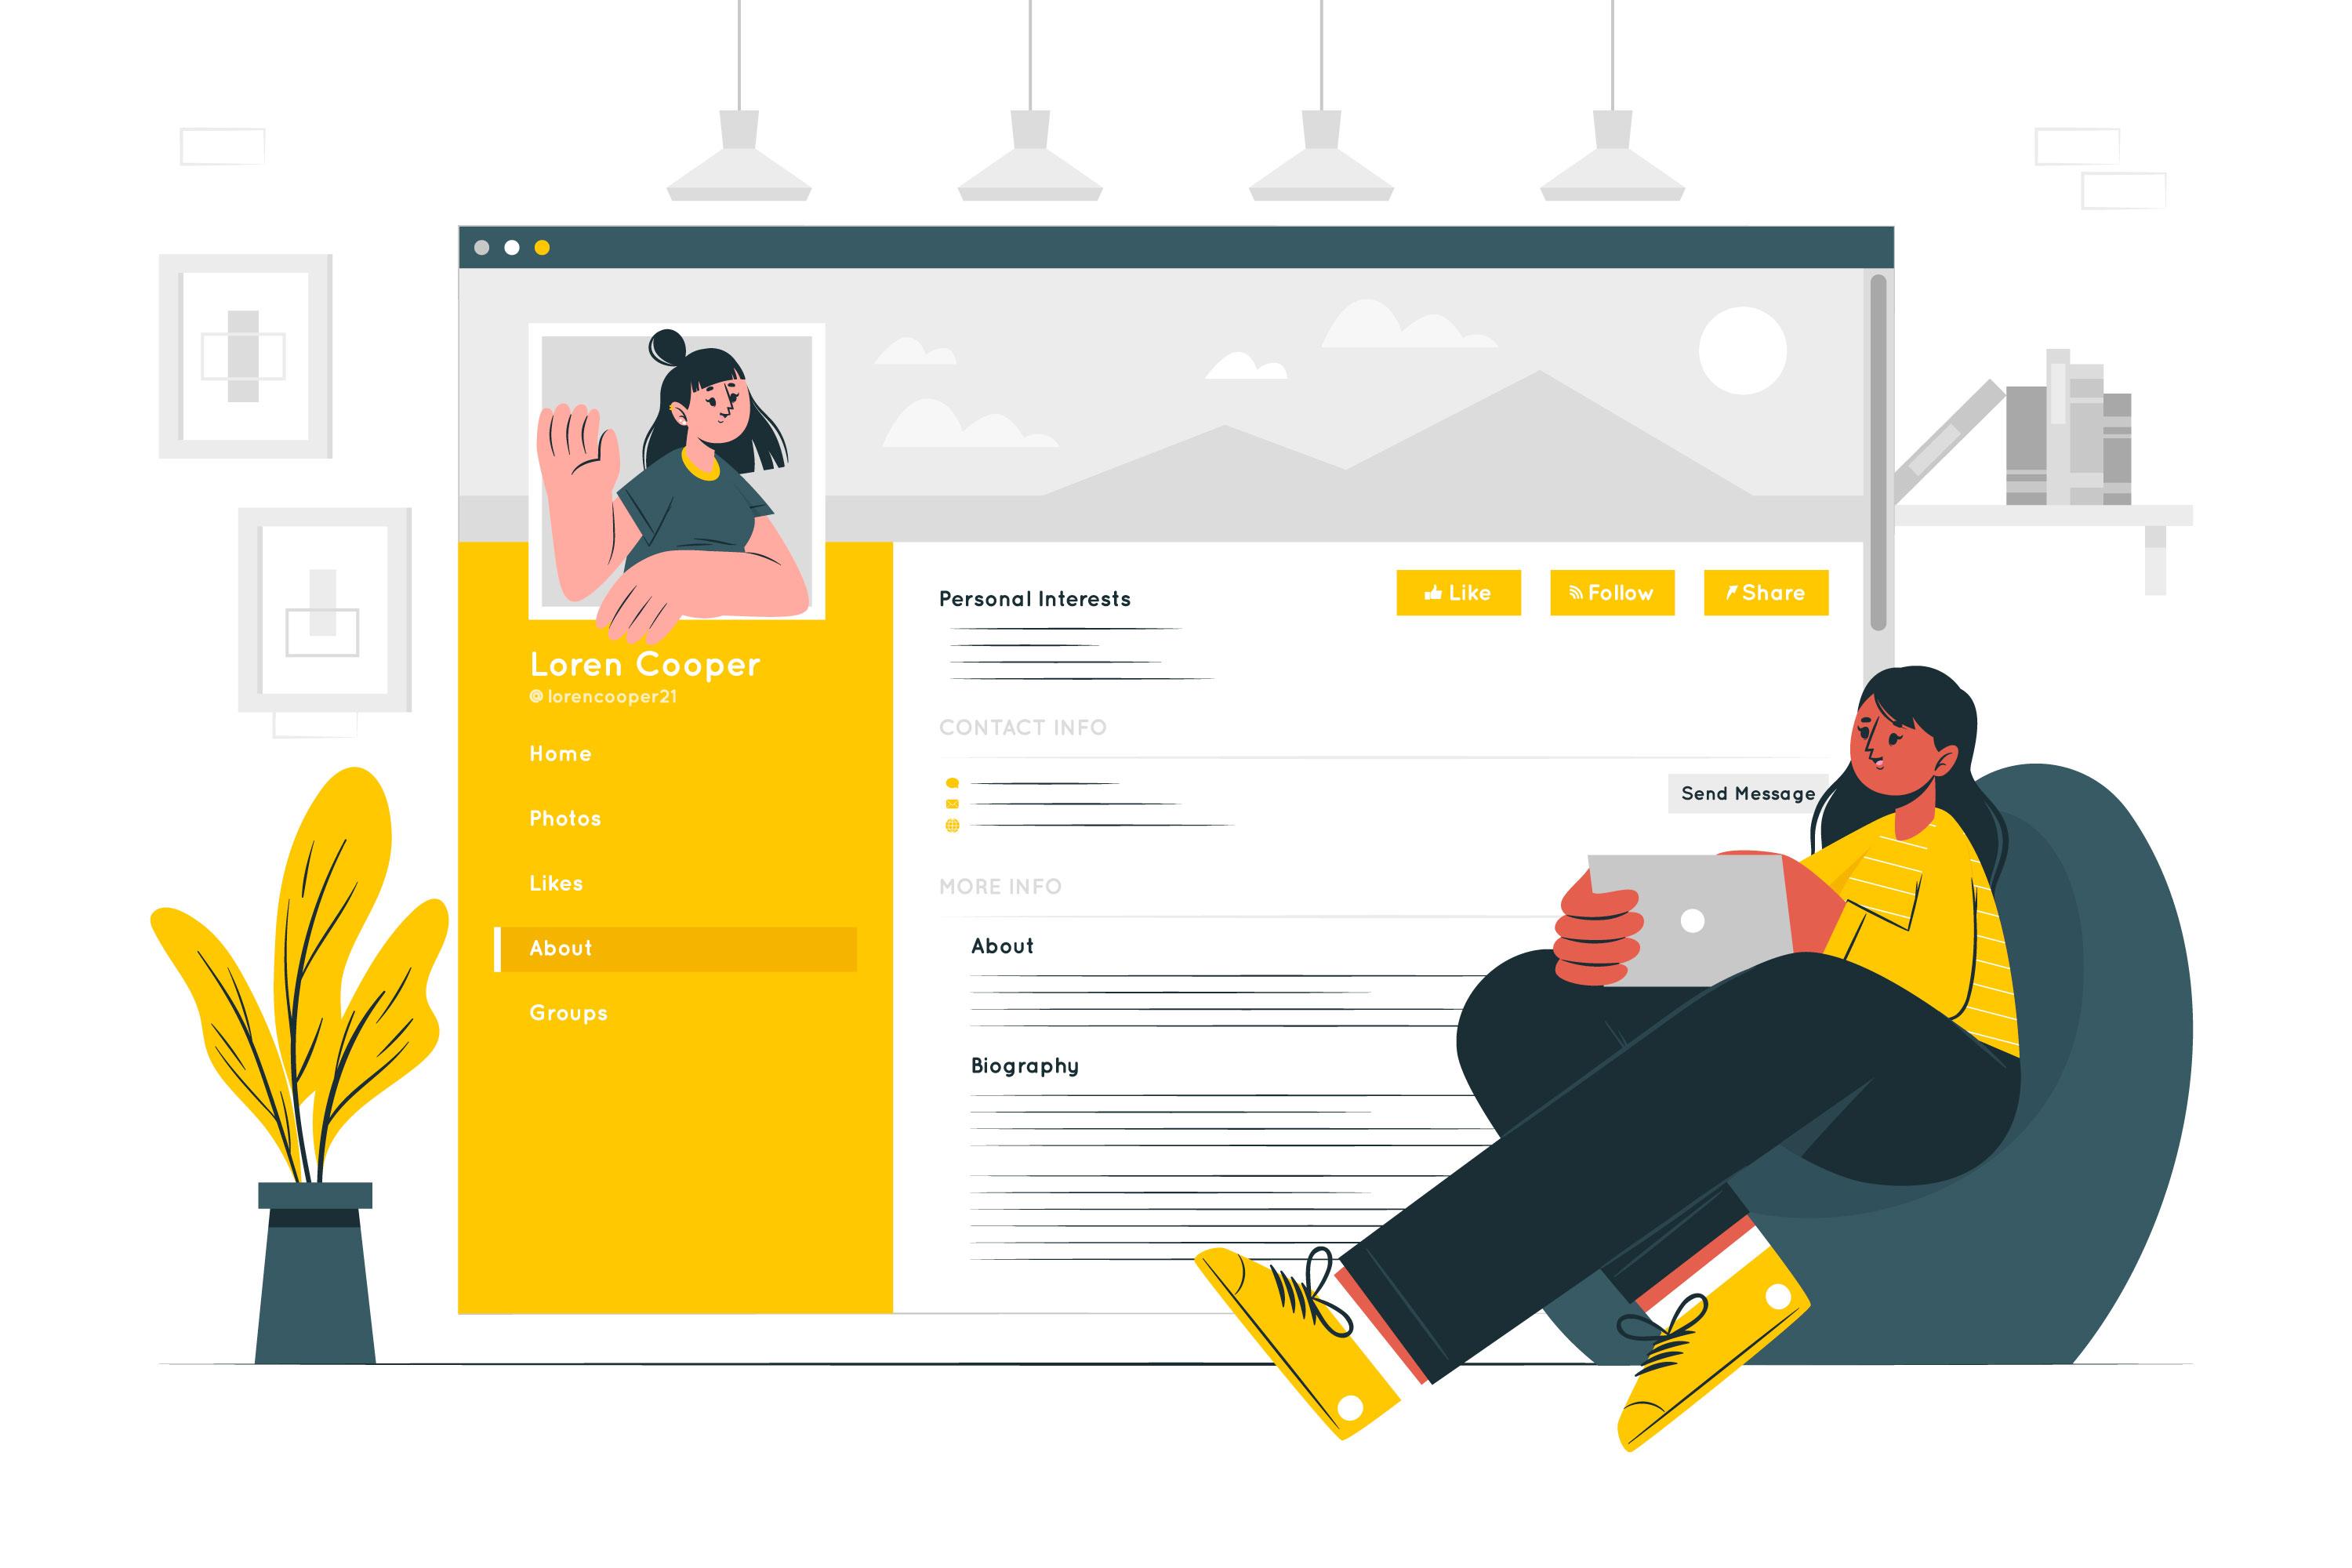 Loren Cooper
@lorencooper21
Home
Photos
Likes
About
Groups
Personal Interests
Like
Follow
Share
CONTACT INFO
Send Message
MORE INFO
About
Biography